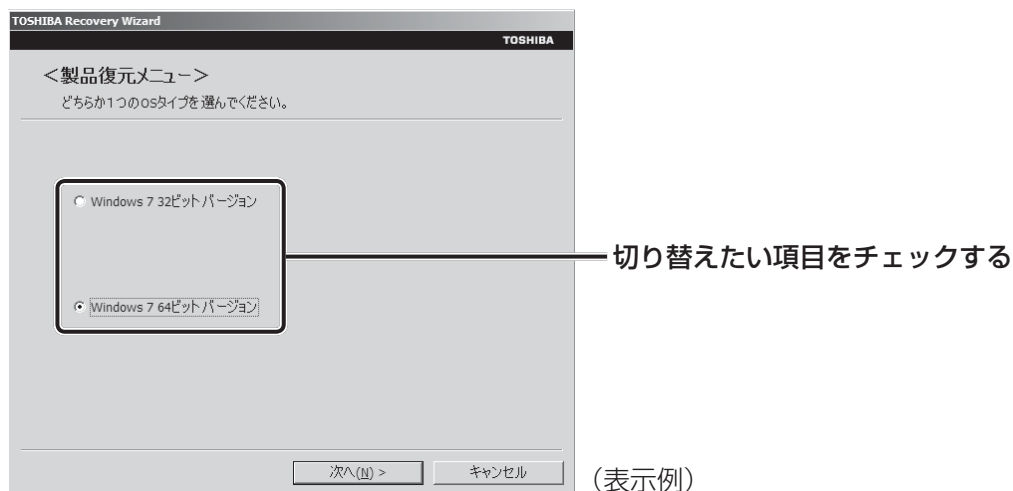 TOSHIBA Recovery Wizard
TOSHIBA
＜製品復元メニュー＞
どちらか1つのOSタイプを選んでください。
Windows 7 32ビットバージョン
切り替えたい項目をチェックする
Windows 7 64ビットバージョン
次へ(N) >
キャンセル
（表示例）